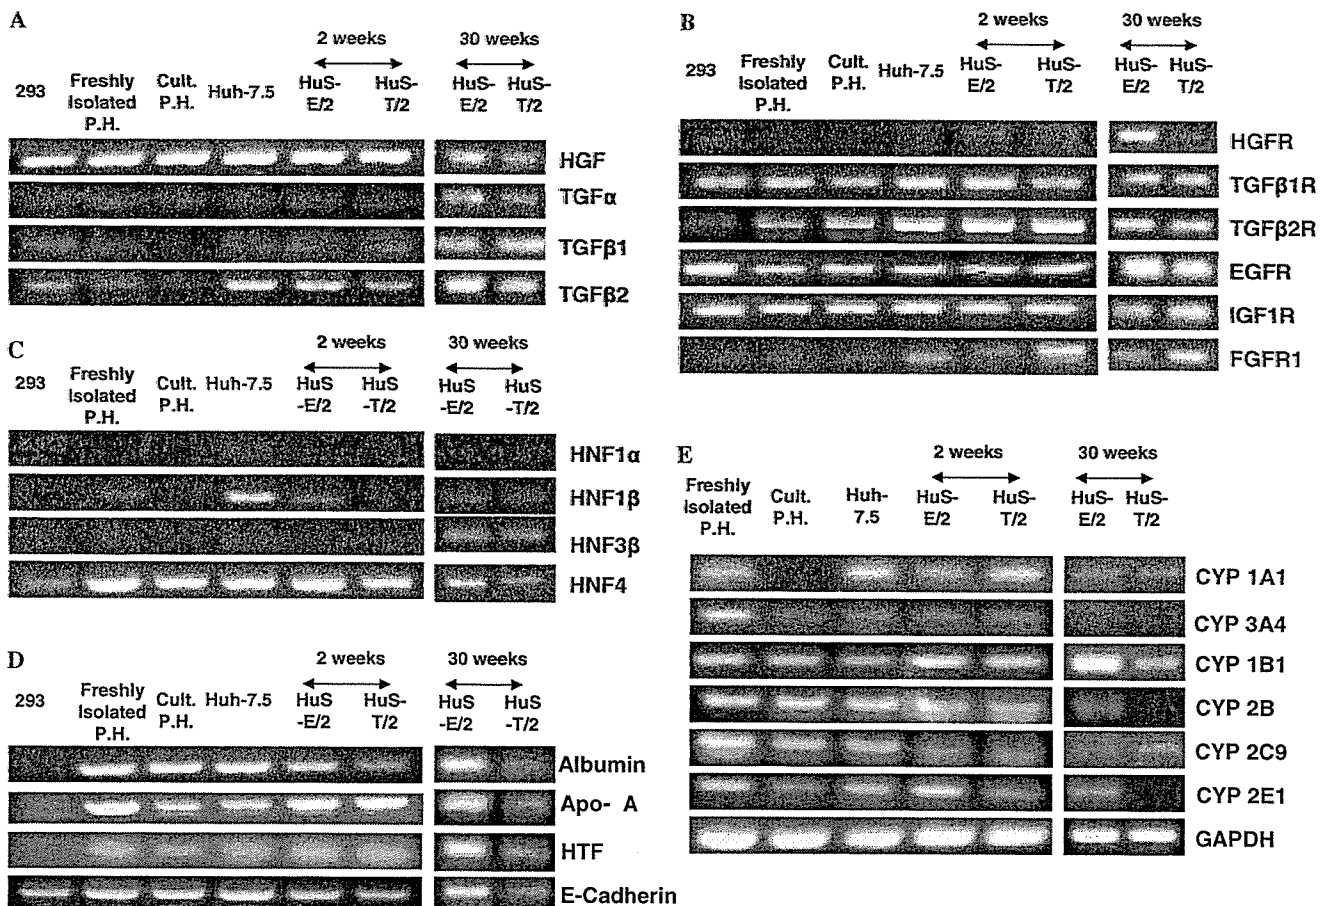 A
2 weeks
30 weeks
293
Freshly
Isolated
P.H.
Cult.
P.H.
Huh-7.5
HuS-
E/2
HuS-
T/2
HuS-
E/2
HuS-
T/2
HGF
TGFα
TGFβ1
TGFβ2
B
2 weeks
30 weeks
293
Freshly
Isolated
P.H.
Cult.
P.H.
Huh-7.5
HuS-
E/2
HuS-
T/2
HuS-
E/2
HuS-
T/2
HGFR
TGFβ1R
TGFβ2R
EGFR
IGF1R
FGFR1
C
2 weeks
30 weeks
293
Freshly
Isolated
P.H.
Cult.
P.H.
Huh-7.5
HuS
-E/2
HuS
-T/2
HuS
-E/2
HuS
-T/2
HNF1α
HNF1β
HNF3β
HNF4
D
2 weeks
30 weeks
293
Freshly
Isolated
P.H.
Cult.
P.H.
Huh-7.5
HuS
-E/2
HuS-
T/2
HuS
-E/2
HuS
-T/2
Albumin
Apo- A
HTF
E-Cadherin
E
2 weeks
30 weeks
Freshly
Isolated
P.H.
Cult.
P.H.
Huh-
7.5
HuS-
E/2
HuS-
T/2
HuS-
E/2
HuS-
T/2
CYP 1A1
CYP 3A4
CYP 1B1
CYP 2B
CYP 2C9
CYP 2E1
GAPDH